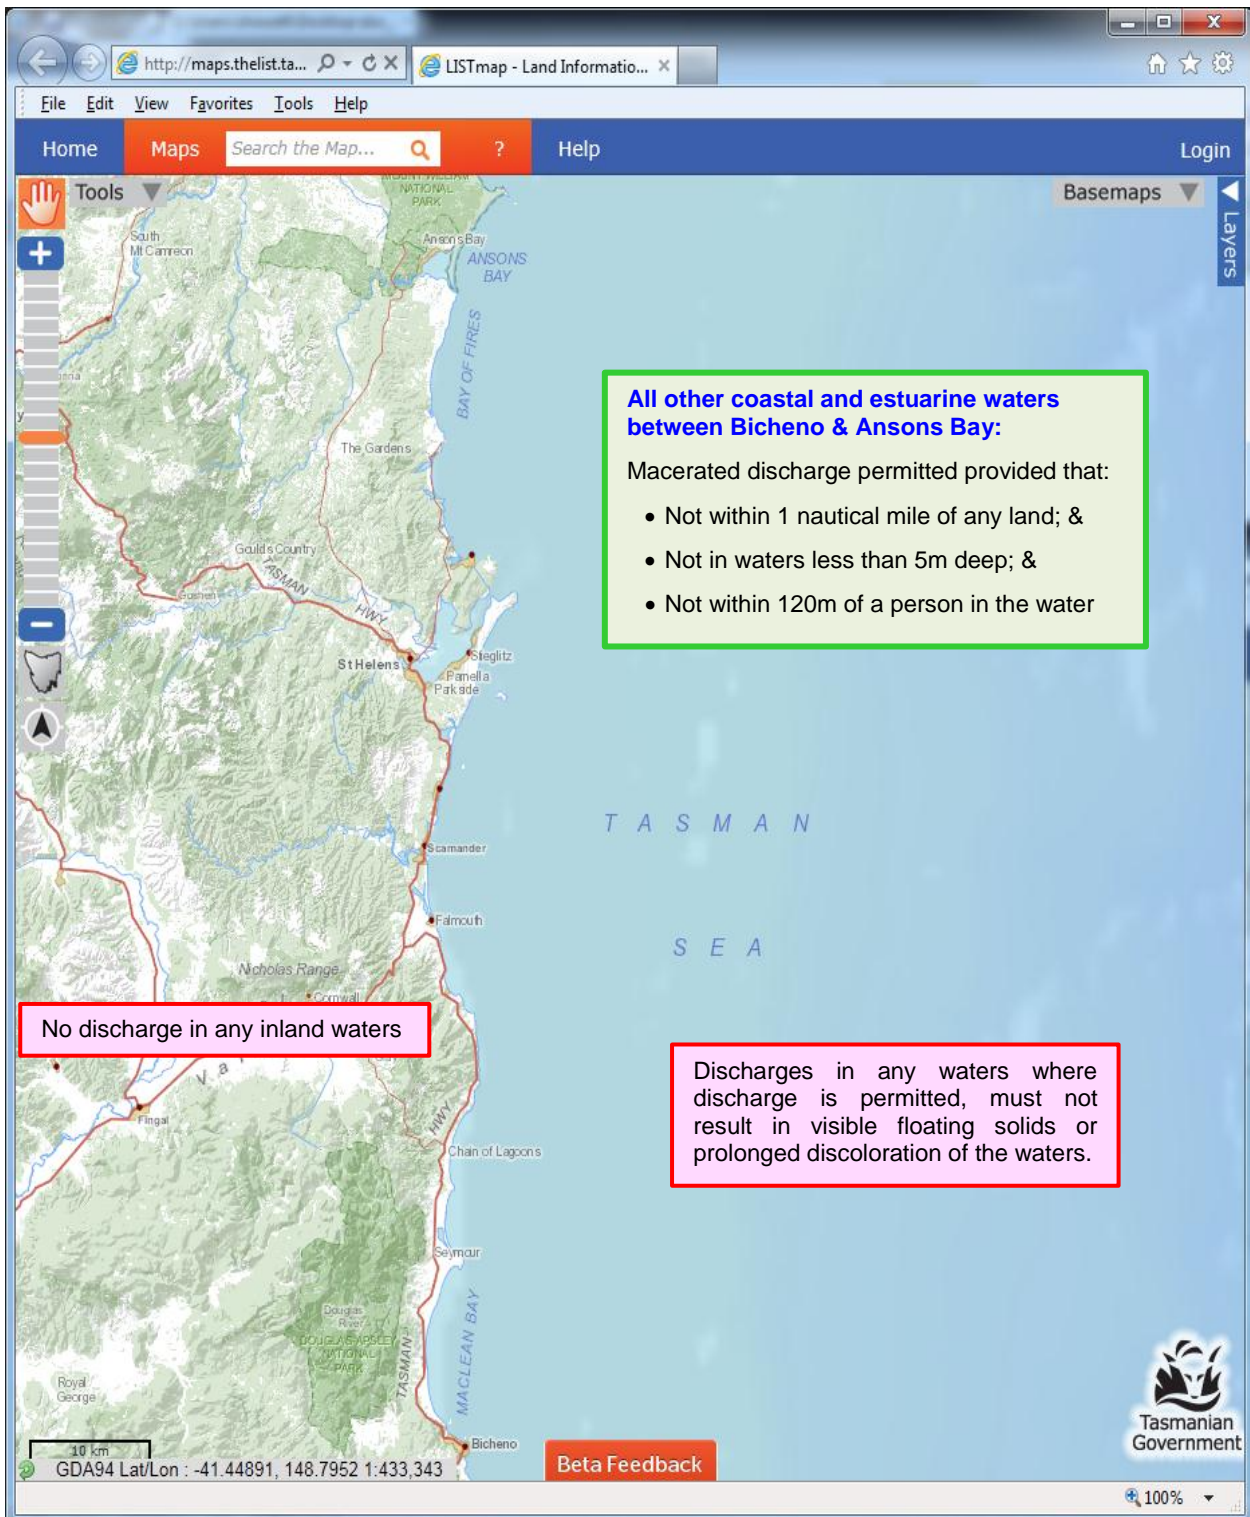 http://maps.thelist.ta...
LISTmap - Land Informatio...
File Edit View Favorites Tools Help
Home Maps Search the Map... ? Help Login
Tools
Basemaps
Layers
NATIONAL
PARK
South
Mt Cameron
Ansons Bay
ANSONS
BAY
BAY OF FIRES
All other coastal and estuarine waters
between Bicheno & Ansons Bay:
Macerated discharge permitted provided that:
• Not within 1 nautical mile of any land; &
• Not in waters less than 5m deep; &
• Not within 120m of a person in the water
The Gardens
Goulds Country
TASMAN
HWY
Goshen
St Helens
Stieglitz
Parnella
Parkside
TASMAN
SEA
Scamander
Falmouth
Nicholas Range
Cornwall
No discharge in any inland waters
Discharges in any waters where
discharge is permitted, must not
result in visible floating solids or
prolonged discoloration of the waters.
Fingal
HWY
Chain of Lagoons
Seymour
Douglas
River
DOUGLAS-APSLEY
NATIONAL
PARK
TASMAN
MACLEAN BAY
Royal
George
Bicheno
10 km
GDA94 Lat/Lon : -41.44891, 148.7952 1:433,343
Beta Feedback
Tasmanian
Government
100%